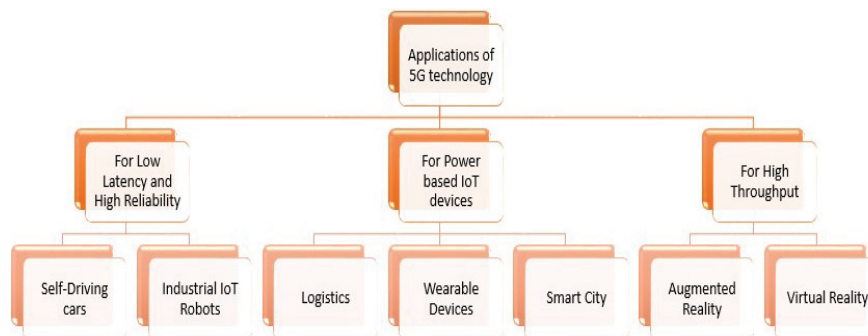 Applications of
5G technology
For Low
Latency and
High Reliability
For Power
based IoT
devices
For High
Throughput
Self-Driving
cars
Industrial IoT
Robots
Logistics
Wearable
Devices
Smart City
Augmented
Reality
Virtual Reality